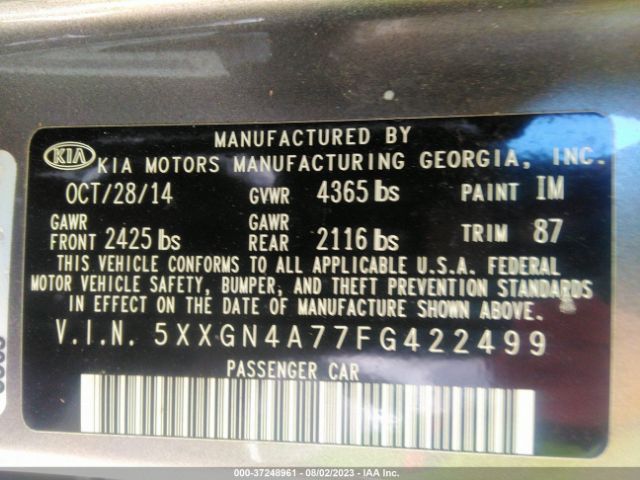 MANUFACTURED BY
KIA KIA MOTORS MANUFACTURING GEORGIA, INC.
OCT/28/14 GVWR 4365 lbs PAINT IM
GAWR FRONT 2425 lbs GAWR REAR 2116 lbs TRIM 87
THIS VEHICLE CONFORMS TO ALL APPLICABLE U.S.A. FEDERAL
MOTOR VEHICLE SAFETY, BUMPER, AND THEFT PREVENTION STANDARDS
IN EFFECT ON THE DATE OF MANUFACTURE SHOWN ABOVE.
V.I.N. 5XXGN4A77FG422499
PASSENGER CAR
000-37248961 - 08/02/2023 - IAA Inc.